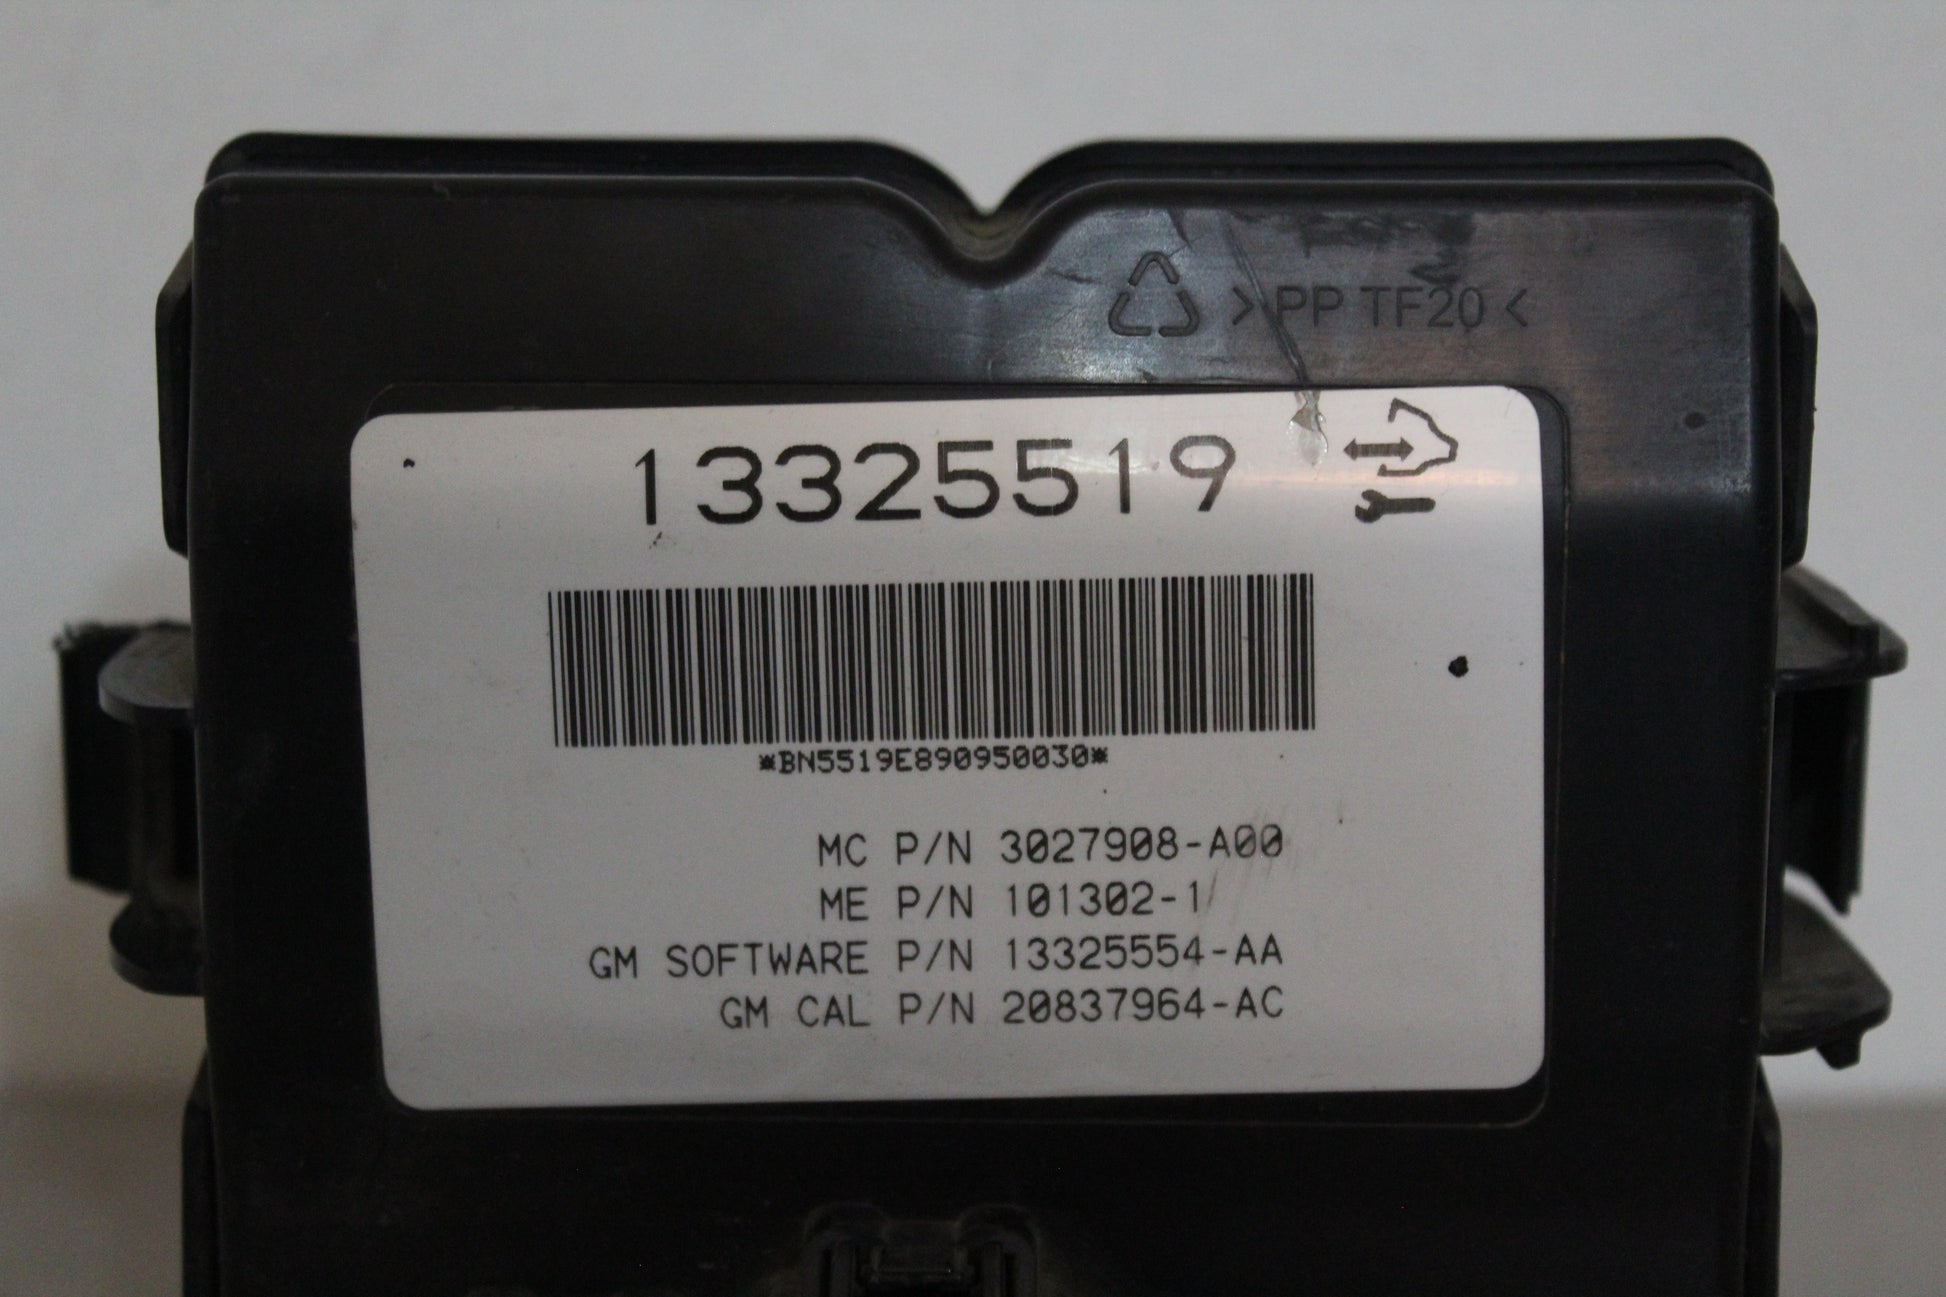 >PP TF20<
13325519
*BN5519E890950030*
MC P/N 3027908-A00
ME P/N 101302-1
GM SOFTWARE P/N 13325554-AA
GM CAL P/N 20837964-AC